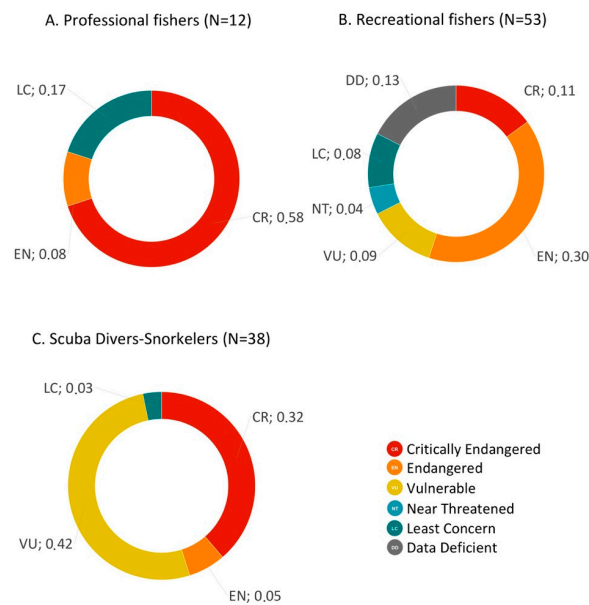 A. Professional fishers (N=12)
LC; 0.17
CR; 0.58
EN; 0.08
B. Recreational fishers (N=53)
DD; 0.13
CR; 0.11
LC; 0.08
NT; 0.04
VU; 0.09
EN; 0.30
C. Scuba Divers-Snorkelers (N=38)
LC; 0.03
CR; 0.32
VU; 0.42
EN; 0.05
CR Critically Endangered
EN Endangered
VU Vulnerable
NT Near Threatened
LC Least Concern
DD Data Deficient